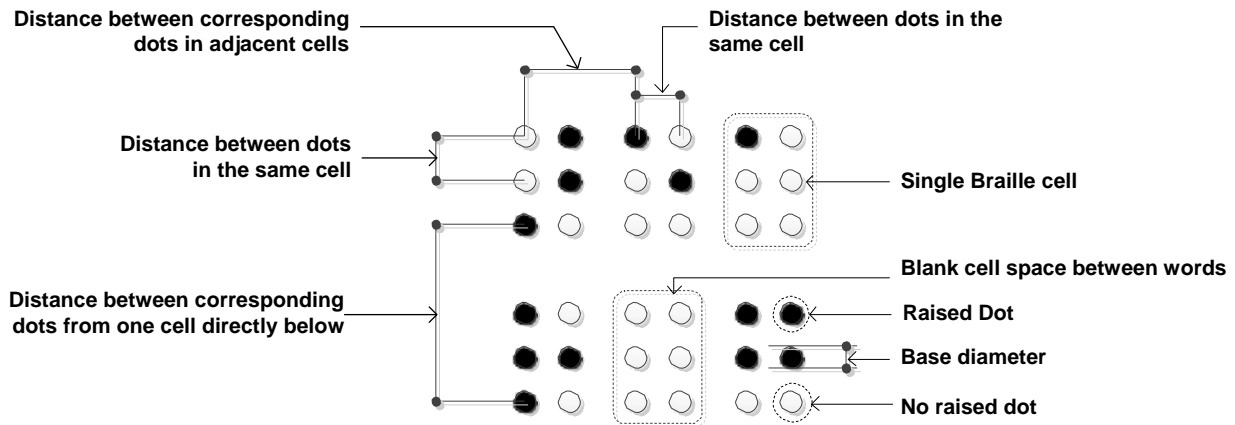 Distance between corresponding
dots in adjacent cells
Distance between dots in the
same cell
Distance between dots
in the same cell
Single Braille cell
Blank cell space between words
Distance between corresponding
dots from one cell directly below
Raised Dot
Base diameter
No raised dot